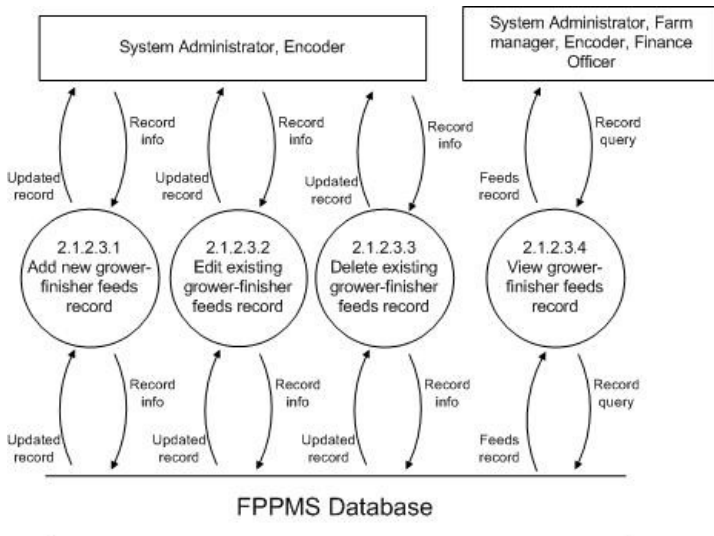 System Administrator, Encoder
System Administrator, Farm
manager, Encoder, Finance
Officer
Record
info
Updated
record
Record
info
Updated
record
Record
info
Updated
record
Record
query
Feeds
record
2.1.2.3.1
Add new grower-
finisher feeds
record
2.1.2.3.2
Edit existing
grower-finisher
feeds record
2.1.2.3.3
Delete existing
grower-finisher
feeds record
2.1.2.3.4
View grower-
finisher feeds
record
Record
info
Updated
record
Record
info
Updated
record
Record
info
Updated
record
Record
query
Feeds
record
FPPMS Database